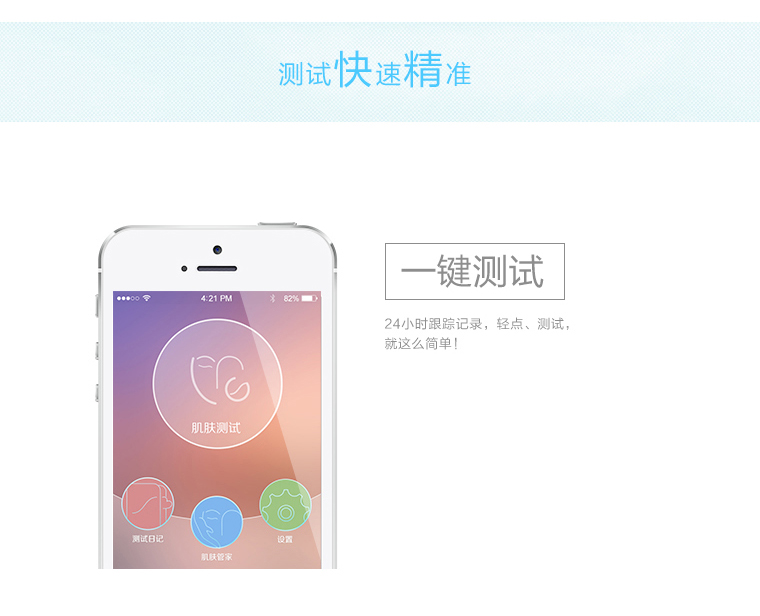 测试快速精准
一键测试
24小时跟踪记录，轻点、测试，
就这么简单！
4:21 PM
82%
肌肤测试
测试日记
肌肤管家
设置